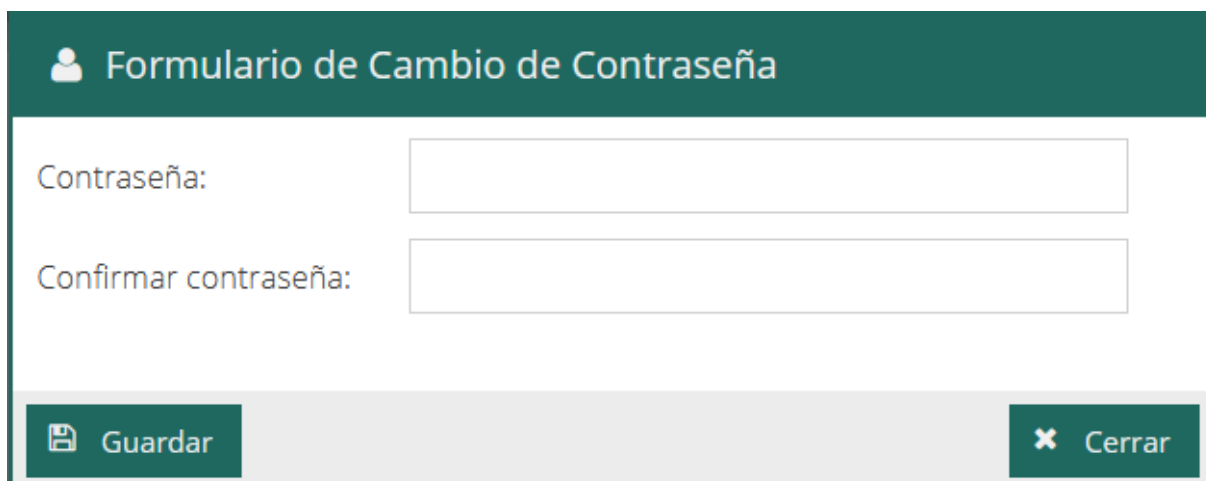 Formulario de Cambio de Contraseña
Contraseña:
Confirmar contraseña:
Guardar
Cerrar